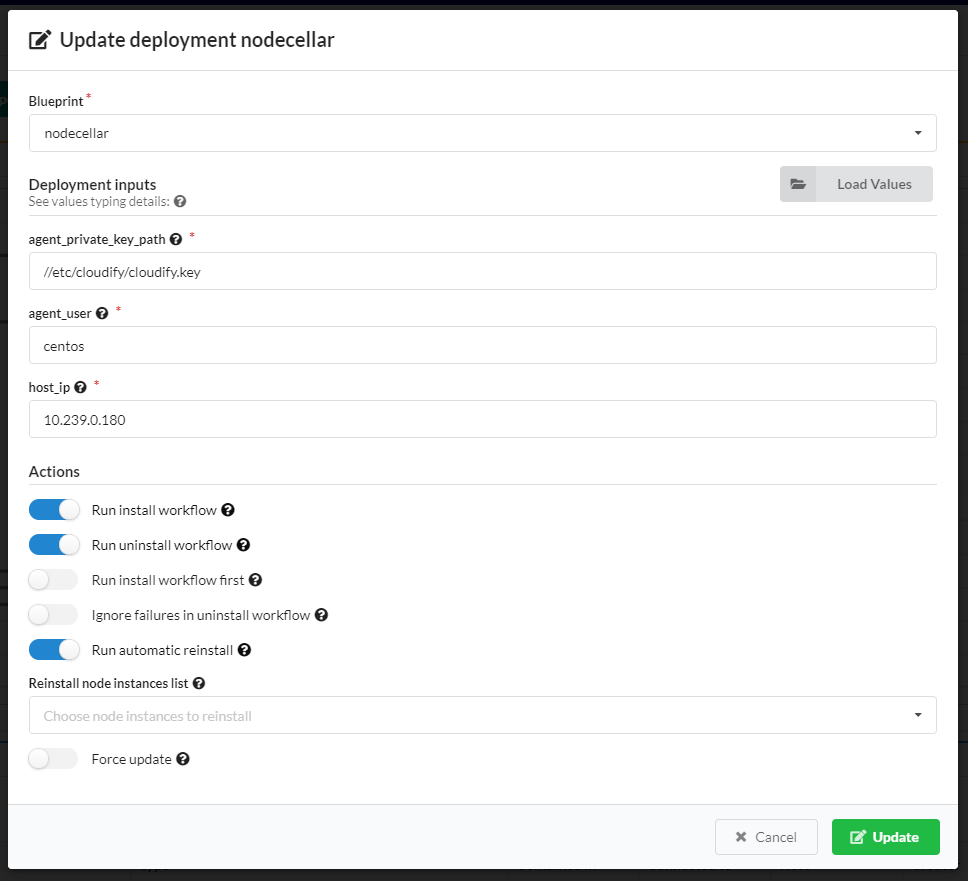 Update deployment nodecellar
Blueprint *
nodecellar
Deployment inputs
Load Values
See values typing details:
agent_private_key_path *
//etc/cloudify/cloudify.key
agent_user *
centos
host_ip *
10.239.0.180
Actions
Run install workflow
Run uninstall workflow
Run install workflow first
Ignore failures in uninstall workflow
Run automatic reinstall
Reinstall node instances list
Choose node instances to reinstall
Force update
Cancel
Update